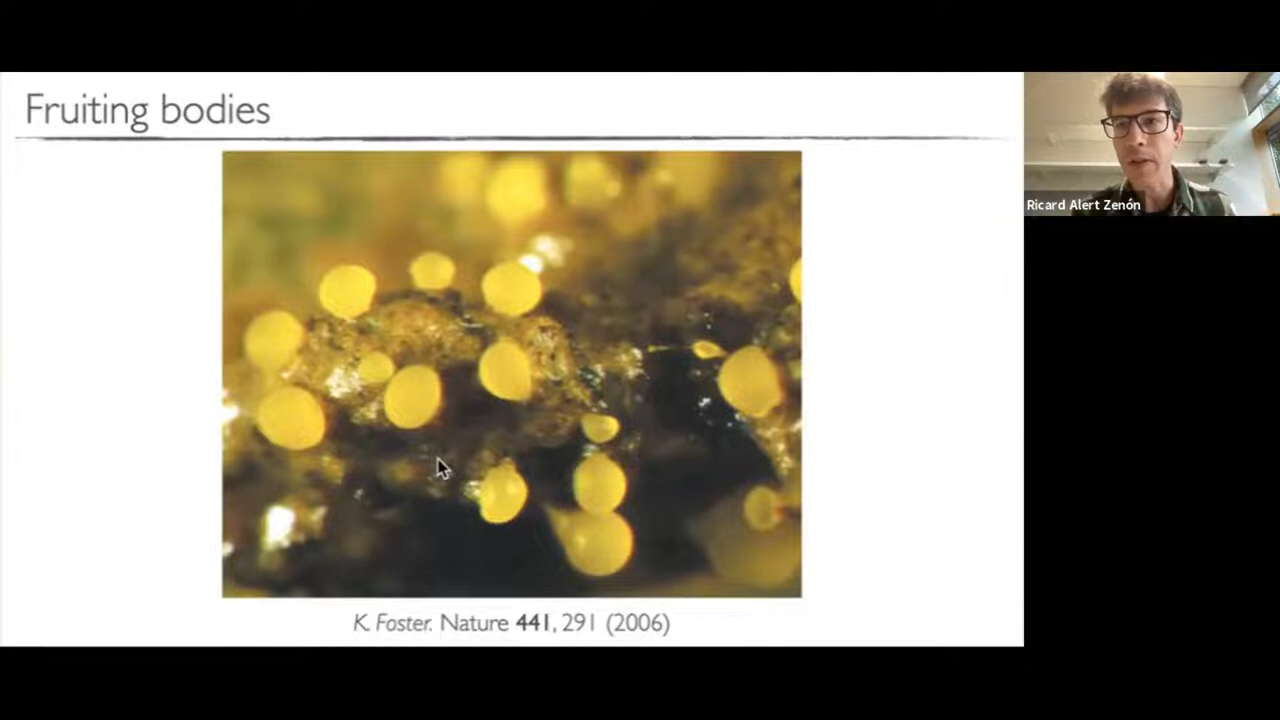 Fruiting bodies
Ricard Alert Zenón
K. Foster. Nature 441, 291 (2006)